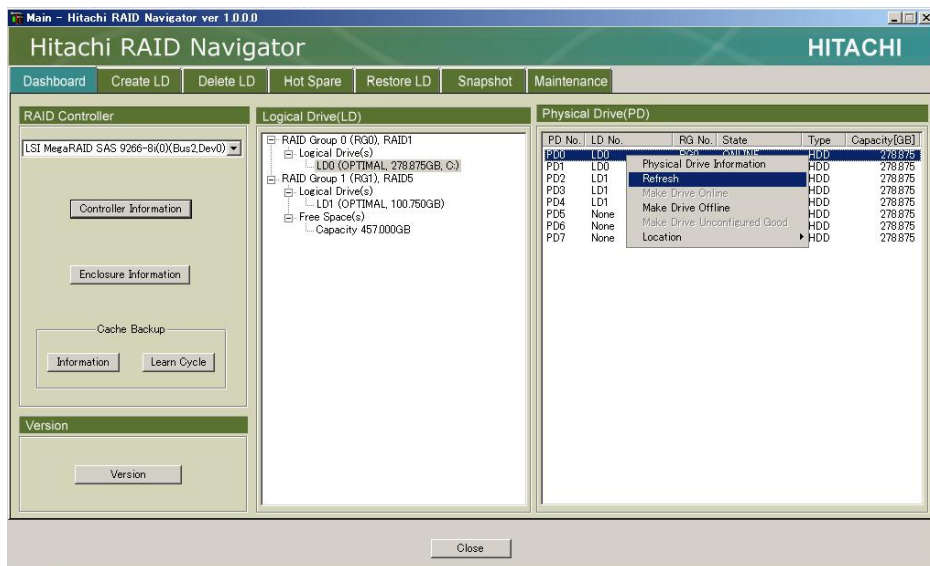 Main - Hitachi RAID Navigator ver 1.0.0.0
Hitachi RAID Navigator
HITACHI
Dashboard Create LD Delete LD Hot Spare Restore LD Snapshot Maintenance
RAID Controller
LSI MegaRAID SAS 9266-8i(0)(Bus2,Dev0)
Controller Information
Enclosure Information
Cache Backup
Information Learn Cycle
Version
Version
Logical Drive(LD)
RAID Group 0 (RG0), RAID1
Logical Drive(s)
LD0 (OPTIMAL, 278.875GB, C:)
RAID Group 1 (RG1), RAID5
Logical Drive(s)
LD1 (OPTIMAL, 100.750GB)
Free Space(s)
Capacity 457.000GB
Physical Drive(PD)
PD No. LD No. RG No. State Type Capacity[GB]
PD0 LD0 RG0 ONLINE HDD 278.875
PD1 LD0 HDD 278.875
PD2 LD1 HDD 278.875
PD3 LD1 HDD 278.875
PD4 LD1 HDD 278.875
PD5 None HDD 278.875
PD6 None HDD 278.875
PD7 None HDD 278.875
Physical Drive Information
Refresh
Make Drive Online
Make Drive Offline
Make Drive Unconfigured Good
Location
Close